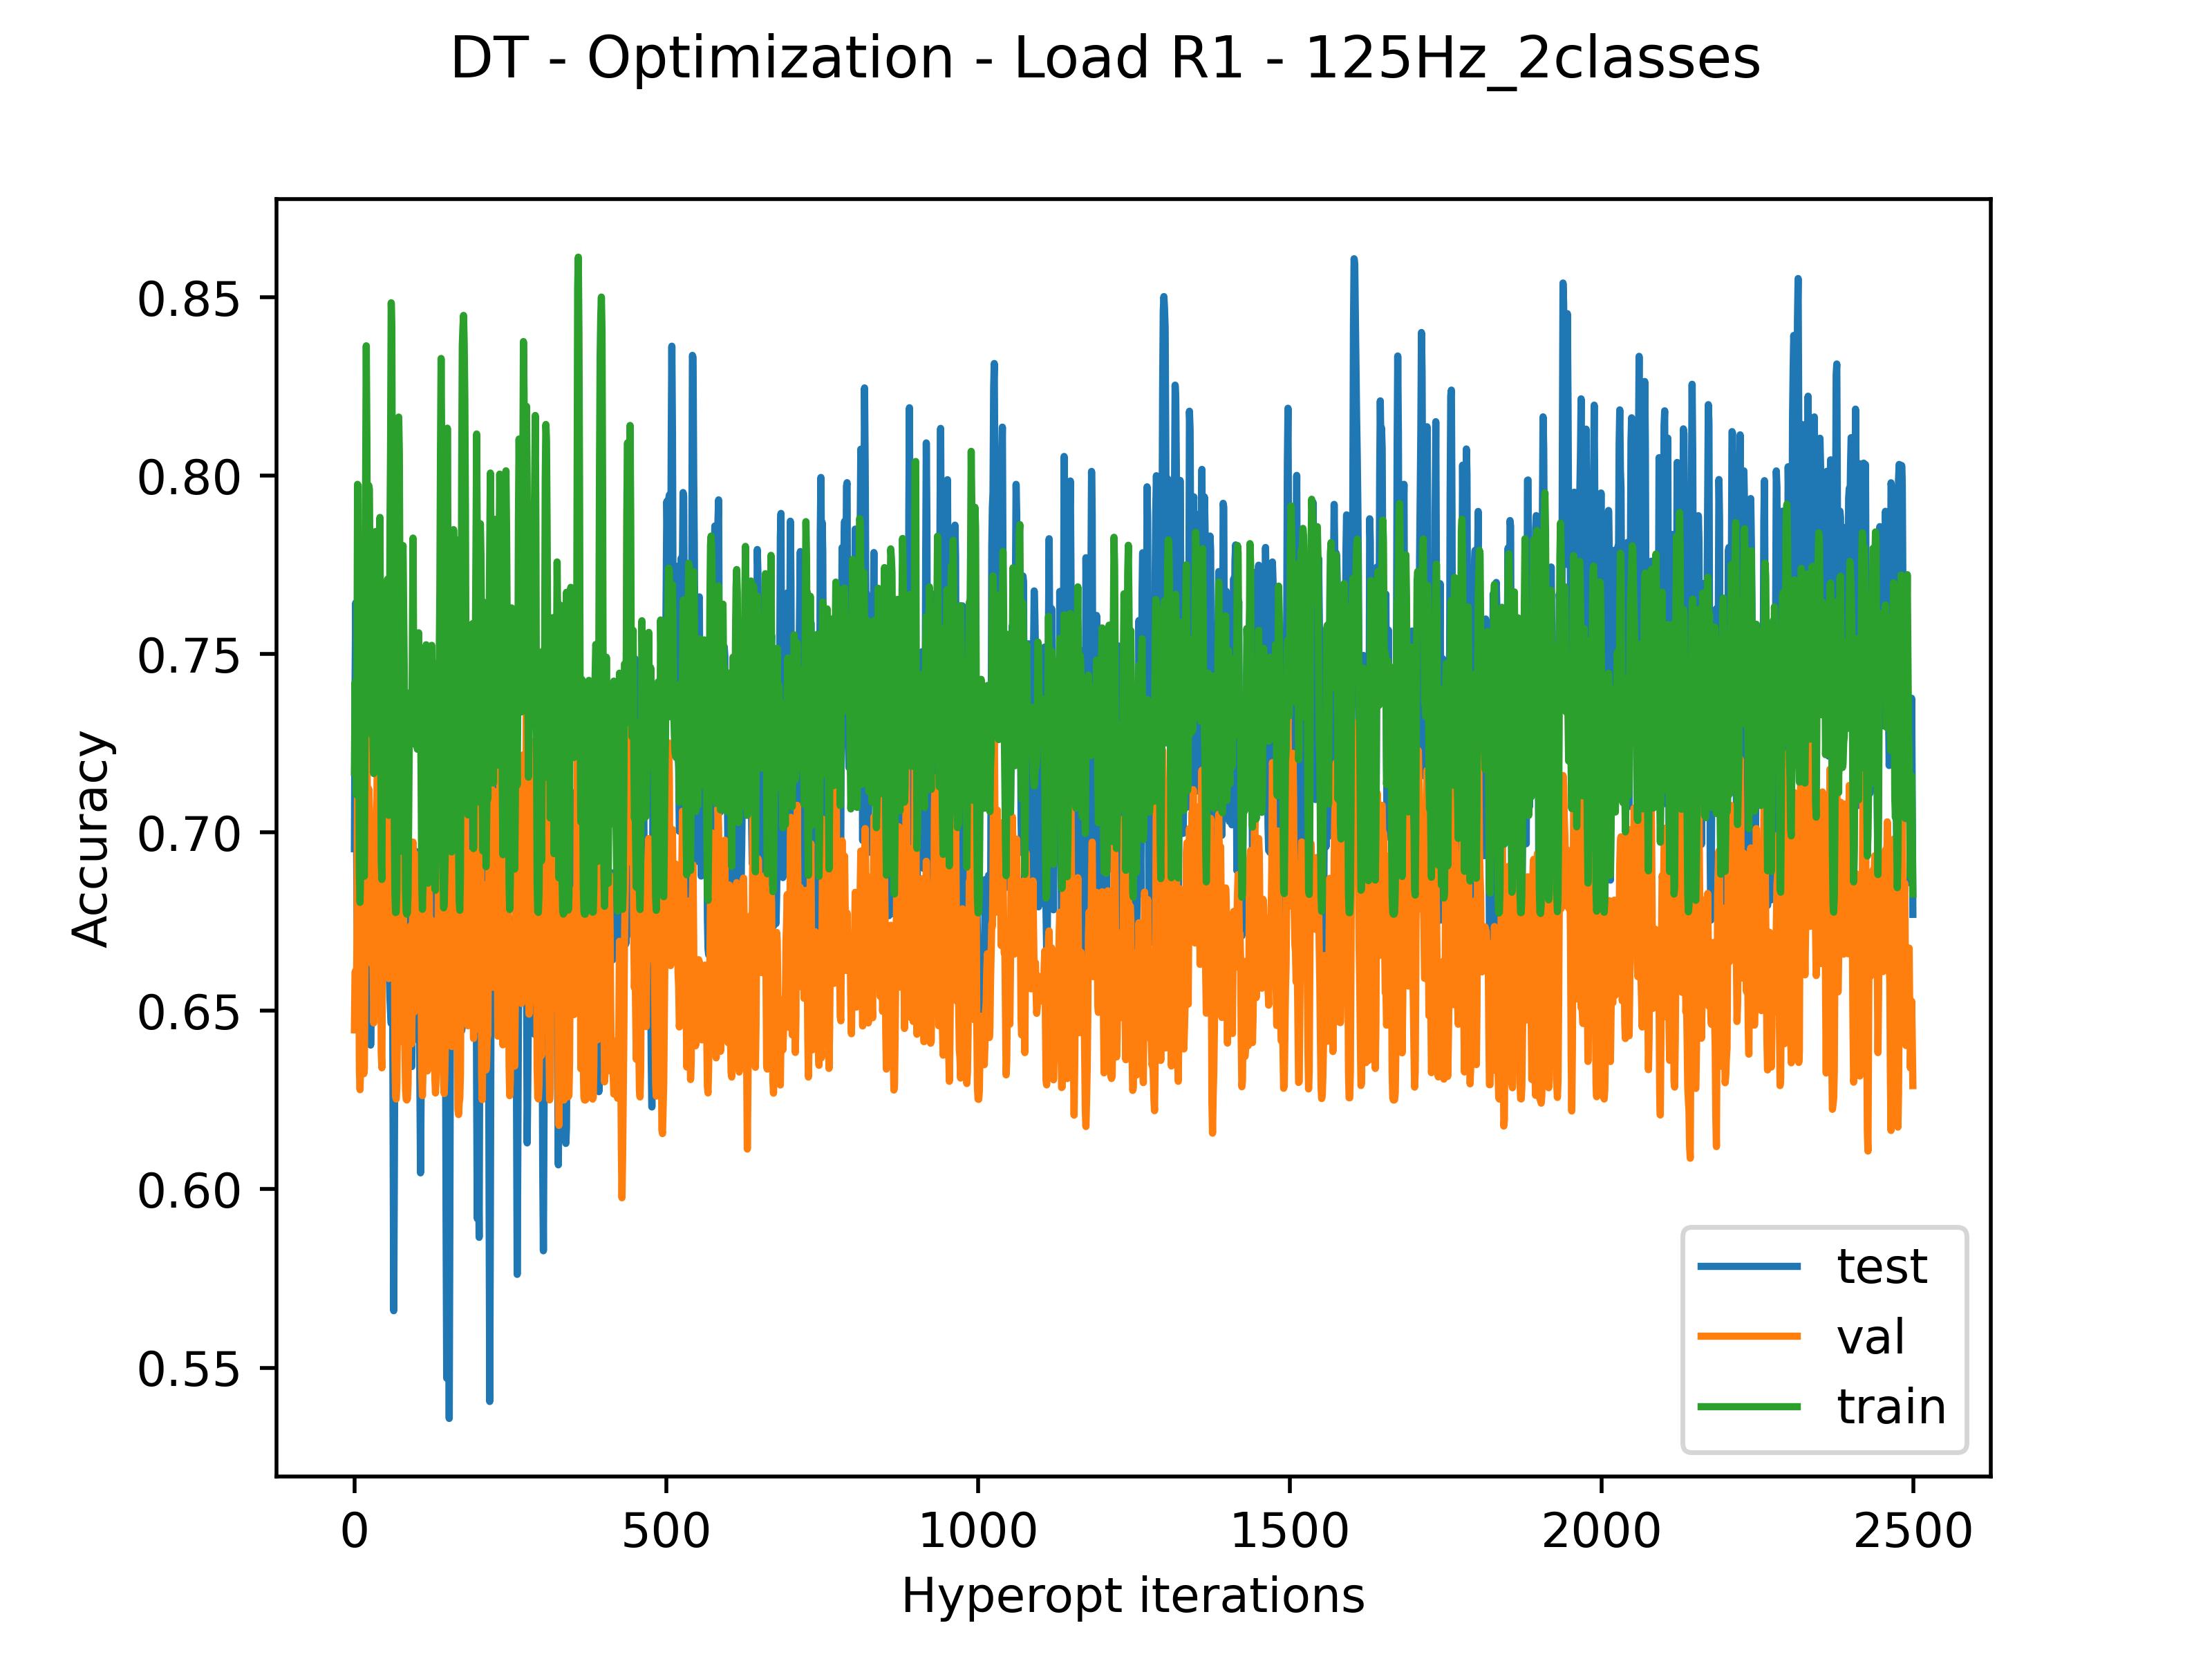 DT - Optimization - Load R1 - 125Hz_2classes
0.85
0.80
0.75
0.70
0.65
0.60
0.55
Accuracy
0 500 1000 1500 2000 2500
Hyperopt iterations
test
val
train